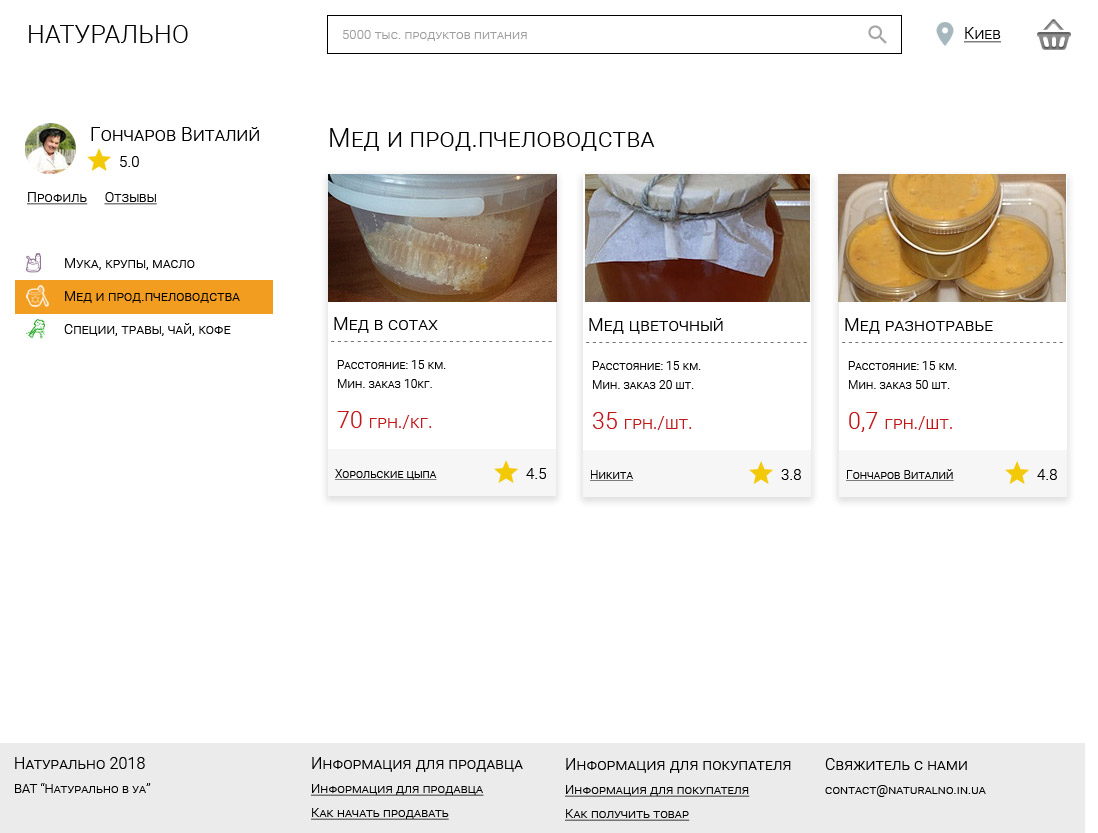 НАТУРАЛЬНО
5000 тыс. продуктов питания
Киев
Гончаров Виталий
5.0
Профиль Отзывы
Мука, крупы, масло
Мед и прод.пчеловодства
Специи, травы, чай, кофе
Мед и прод.пчеловодства
Мед в сотах
Расстояние: 15 км.
Мин. заказ 10кг.
70 грн./кг.
Хорольские цыпа
4.5
Мед цветочный
Расстояние: 15 км.
Мин. заказ 20 шт.
35 грн./шт.
Никита
3.8
Мед разнотравье
Расстояние: 15 км.
Мин. заказ 50 шт.
0,7 грн./шт.
Гончаров Виталий
4.8
Натурально 2018
ВАТ “Натурально в уа”
Информация для продавца
Информация для продавца
Как начать продавать
Информация для покупателя
Информация для покупателя
Как получить товар
Свяжитель с нами
contact@naturalno.in.ua